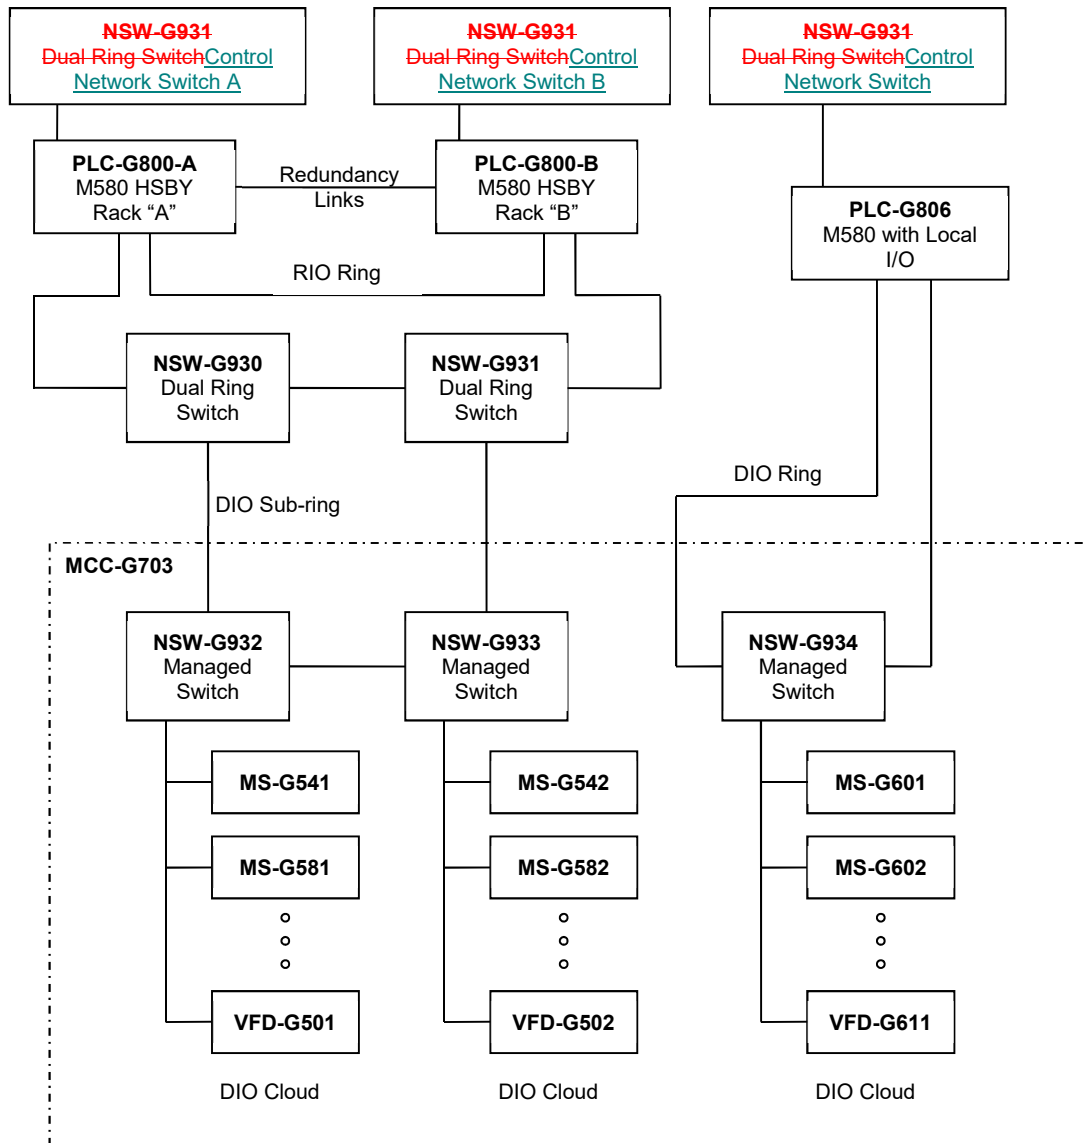 NSW-G931
Dual Ring SwitchControl
Network Switch A
NSW-G931
Dual Ring SwitchControl
Network Switch B
NSW-G931
Dual Ring SwitchControl
Network Switch
PLC-G800-A
M580 HSBY
Rack “A”
Redundancy
Links
PLC-G800-B
M580 HSBY
Rack “B”
PLC-G806
M580 with Local
I/O
RIO Ring
NSW-G930
Dual Ring
Switch
NSW-G931
Dual Ring
Switch
DIO Ring
DIO Sub-ring
MCC-G703
NSW-G932
Managed
Switch
NSW-G933
Managed
Switch
NSW-G934
Managed
Switch
MS-G541
MS-G542
MS-G601
MS-G581
MS-G582
MS-G602
VFD-G501
VFD-G502
VFD-G611
DIO Cloud
DIO Cloud
DIO Cloud